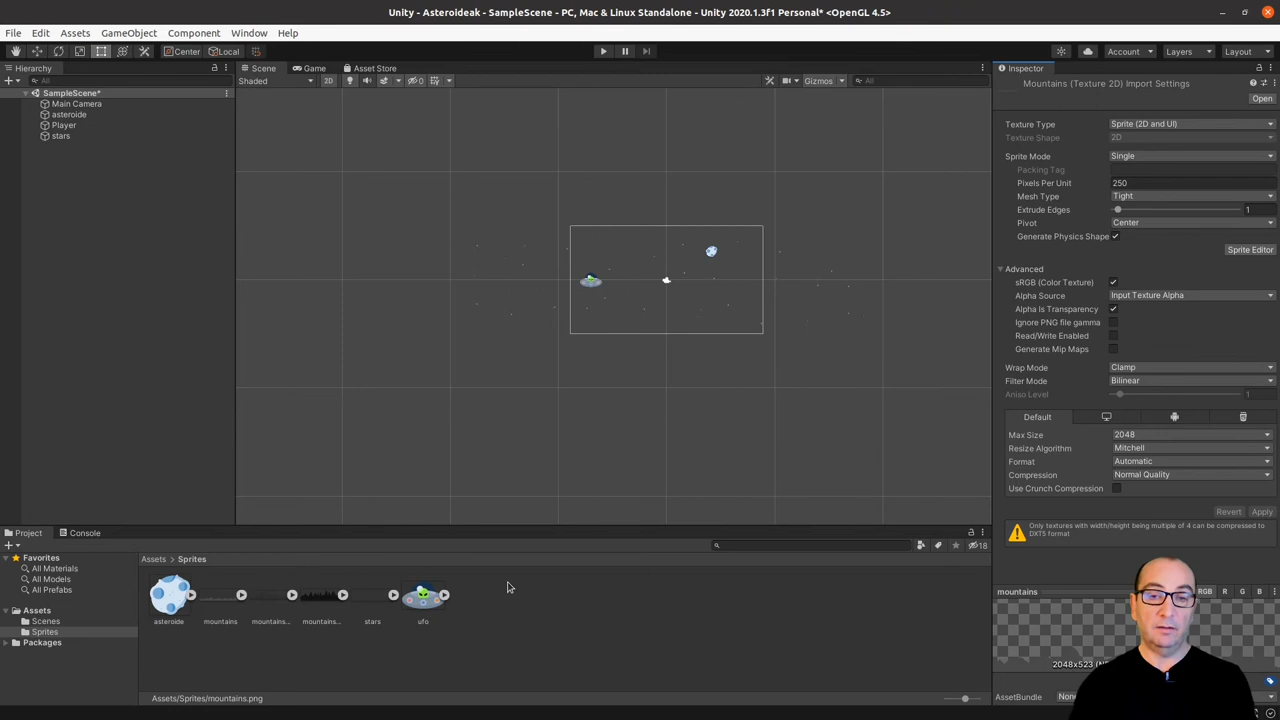 Unity - Asteroideak - SampleScene - PC, Mac & Linux Standalone - Unity 2020.1.3f1 Personal* <OpenGL 4.5>
File Edit Assets GameObject Component Window Help
Center Local Account Layers Layout
Hierarchy Scene Game Asset Store Inspector
All Shaded 2D 0 Gizmos All
SampleScene*
Main Camera
asteroide
Player
stars
Mountains (Texture 2D) Import Settings
Open
Texture Type Sprite (2D and UI)
Texture Shape 2D
Sprite Mode Single
Packing Tag
Pixels Per Unit 250
Mesh Type Tight
Extrude Edges 1
Pivot Center
Generate Physics Shape
Sprite Editor
Advanced
sRGB (Color Texture)
Alpha Source Input Texture Alpha
Alpha Is Transparency
Ignore PNG file gamma
Read/Write Enabled
Generate Mip Maps
Wrap Mode Clamp
Filter Mode Bilinear
Aniso Level 1
Default
Max Size 2048
Resize Algorithm Mitchell
Format Automatic
Compression Normal Quality
Use Crunch Compression
Revert Apply
Only textures with width/height being multiple of 4 can be compressed to
DXT5 format
Project Console
18
Favorites
All Materials
All Models
All Prefabs
Assets
Scenes
Sprites
Packages
Assets > Sprites
asteroide mountains mountains... mountains... stars ufo
Assets/Sprites/mountains.png
mountains RGB R G B
2048x523
AssetBundle